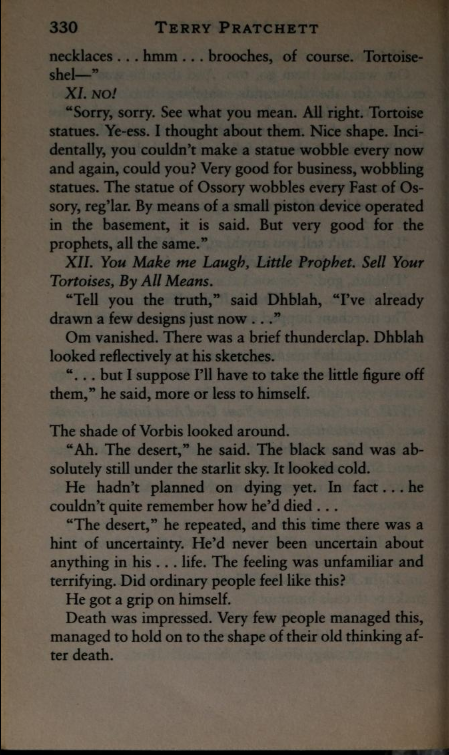 330 TERRY PRATCHETT
necklaces . . . hmm . . . brooches, of course. Tortoise-
shel—”
XI. NO!
“Sorry, sorry. See what you mean. All right. Tortoise
statues. Ye-ess. I thought about them. Nice shape. Inci-
dentally, you couldn’t make a statue wobble every now
and again, could you? Very good for business, wobbling
statues. The statue of Ossory wobbles every Fast of Os-
sory, reg’lar. By means of a small piston device operated
in the basement, it is said. But very good for the
prophets, all the same.”
XII. You Make me Laugh, Little Prophet. Sell Your
Tortoises, By All Means.
“Tell you the truth,” said Dhblah, “I’ve already
drawn a few designs just now . . .”
Om vanished. There was a brief thunderclap. Dhblah
looked reflectively at his sketches.
“. . . but I suppose I’ll have to take the little figure off
them,” he said, more or less to himself.
The shade of Vorbis looked around.
“Ah. The desert,” he said. The black sand was ab-
solutely still under the starlit sky. It looked cold.
He hadn’t planned on dying yet. In fact . . . he
couldn’t quite remember how he’d died . . .
“The desert,” he repeated, and this time there was a
hint of uncertainty. He’d never been uncertain about
anything in his . . . life. The feeling was unfamiliar and
terrifying. Did ordinary people feel like this?
He got a grip on himself.
Death was impressed. Very few people managed this,
managed to hold on to the shape of their old thinking af-
ter death.